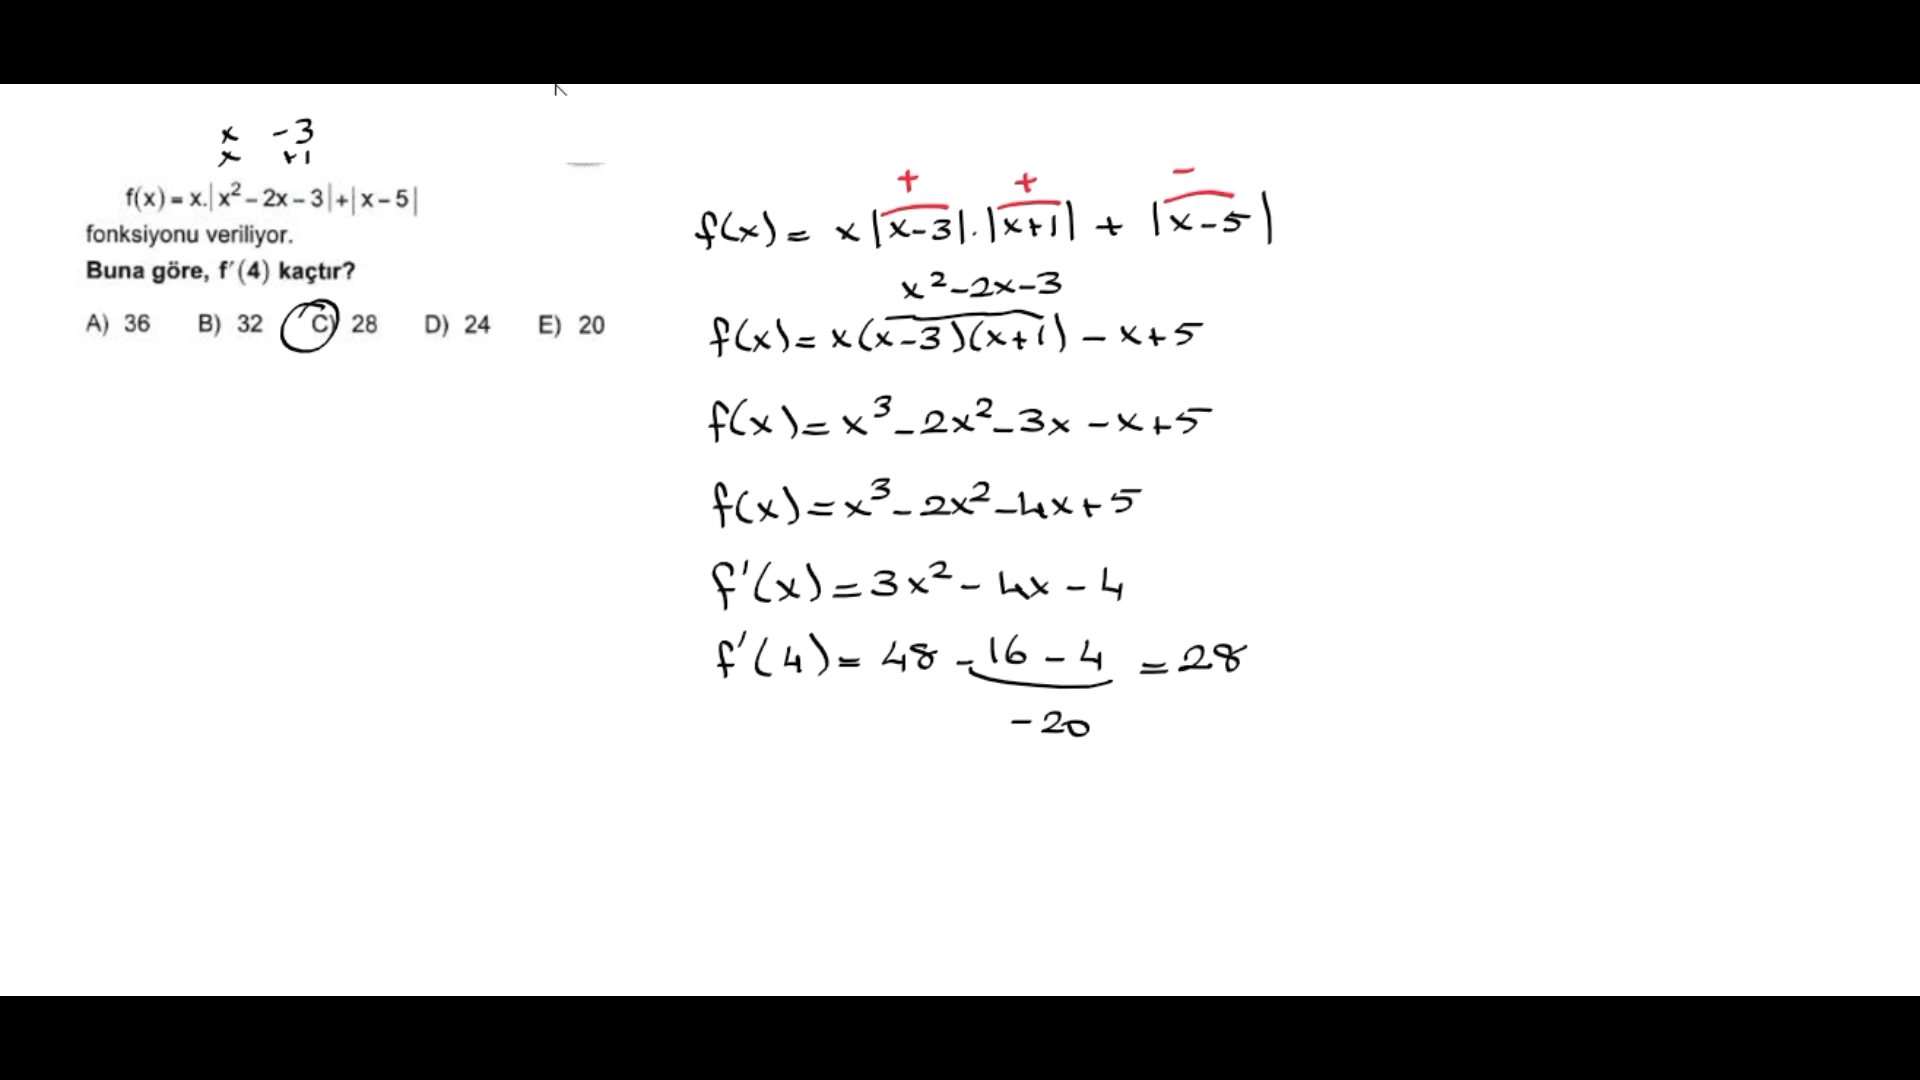 x -3
x +1
f(x) = x.|x² - 2x - 3| + |x - 5|
fonksiyonu veriliyor.
Buna göre, f′(4) kaçtır?
A) 36 B) 32 C) 28 D) 24 E) 20
+ + -
f(x) = x |x-3|.|x+1| + |x-5|
x²-2x-3
f(x) = x(x-3)(x+1) - x+5
f(x) = x³-2x²-3x-x+5
f(x) = x³-2x²-4x+5
f'(x) = 3x²-4x-4
f'(4) = 48-16-4 = 28
-20